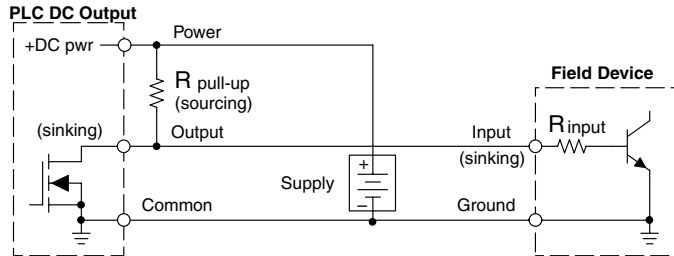 PLC DC Output
+DC pwr
Power
R pull-up
(sourcing)
Field Device
(sinking)
Output
Input
(sinking)
R input
+
Supply
–
Common
Ground